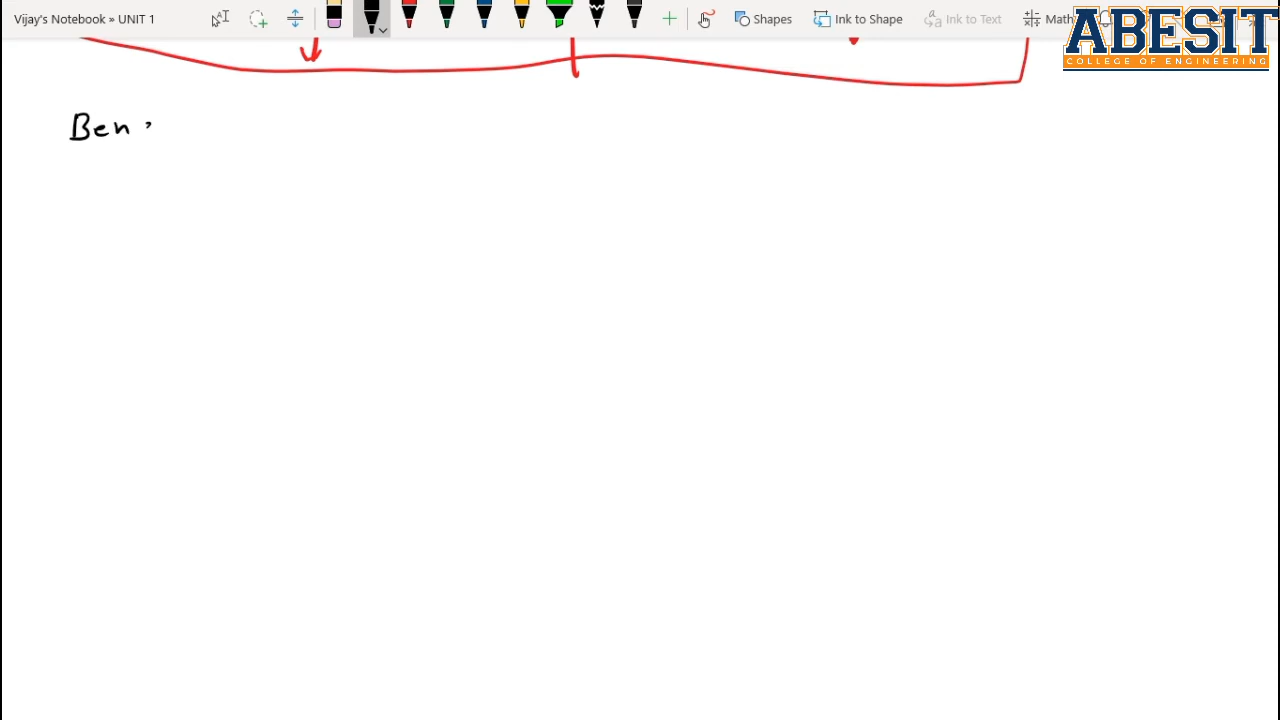 Vijay's Notebook » UNIT 1
Shapes
Ink to Shape
Ink to Text
Math
ABESIT
COLLEGE OF ENGINEERING
Ben